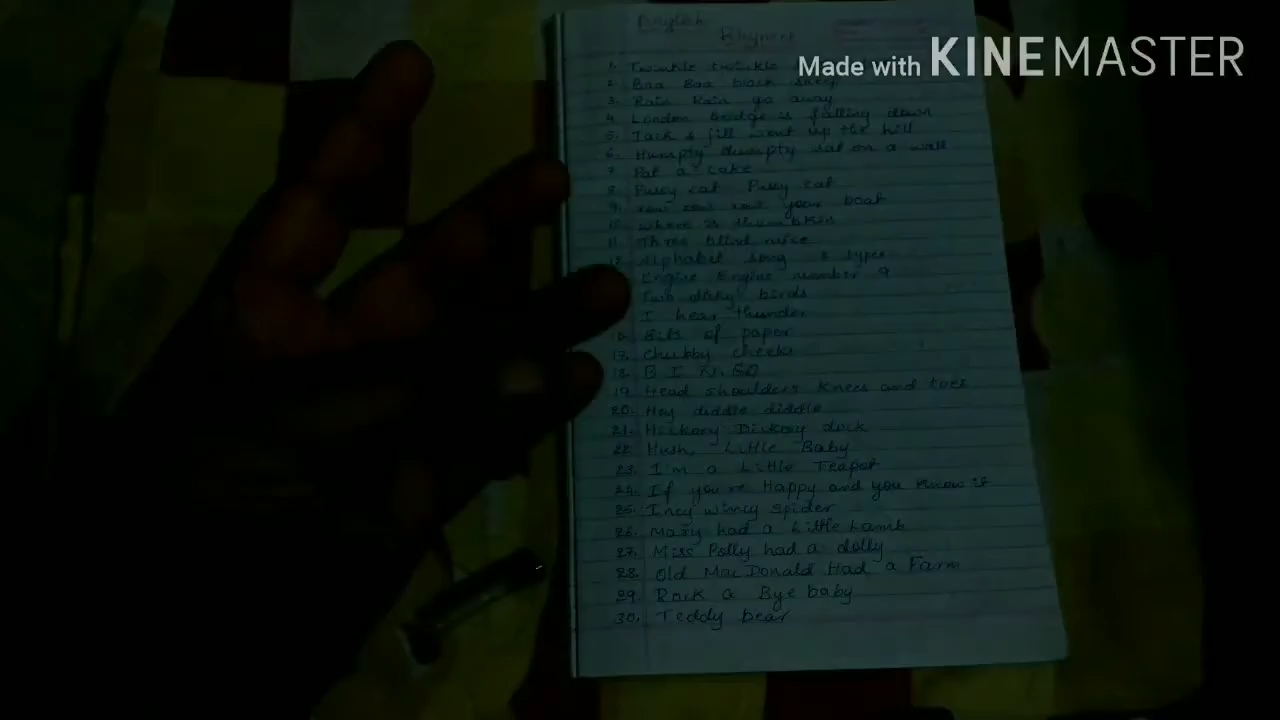 English
Rhymes
Made with KINEMASTER
1. Twinkle twinkle
2. Baa Baa black sheep
3. Rain Rain go away
4. London bridge is falling down
5. Jack & jill went up the hill
6. Humpty dumpty sat on a wall
7. Pat a cake
8. Pussy cat Pussy cat
9. row row row your boat
10. where is thumbkin
11. Three blind mice
12. Alphabet song & types
Engine Engine number 9
Two dicky birds
I hear thunder
16. Bits of paper
17. Chubby cheeks
18. B I N. GO
19. Head shoulders knees and toes
20. Hey diddle diddle
21. Hickory Dickory dock
22. Hush Little Baby
23. I'm a Little Teapot
24. If you're Happy and you know it
25. Incy wincy spider
26. Mary had a Little Lamb
27. Miss Polly had a dolly
28. Old MacDonald Had a Farm
29. Rock a Bye baby
30. Teddy bear